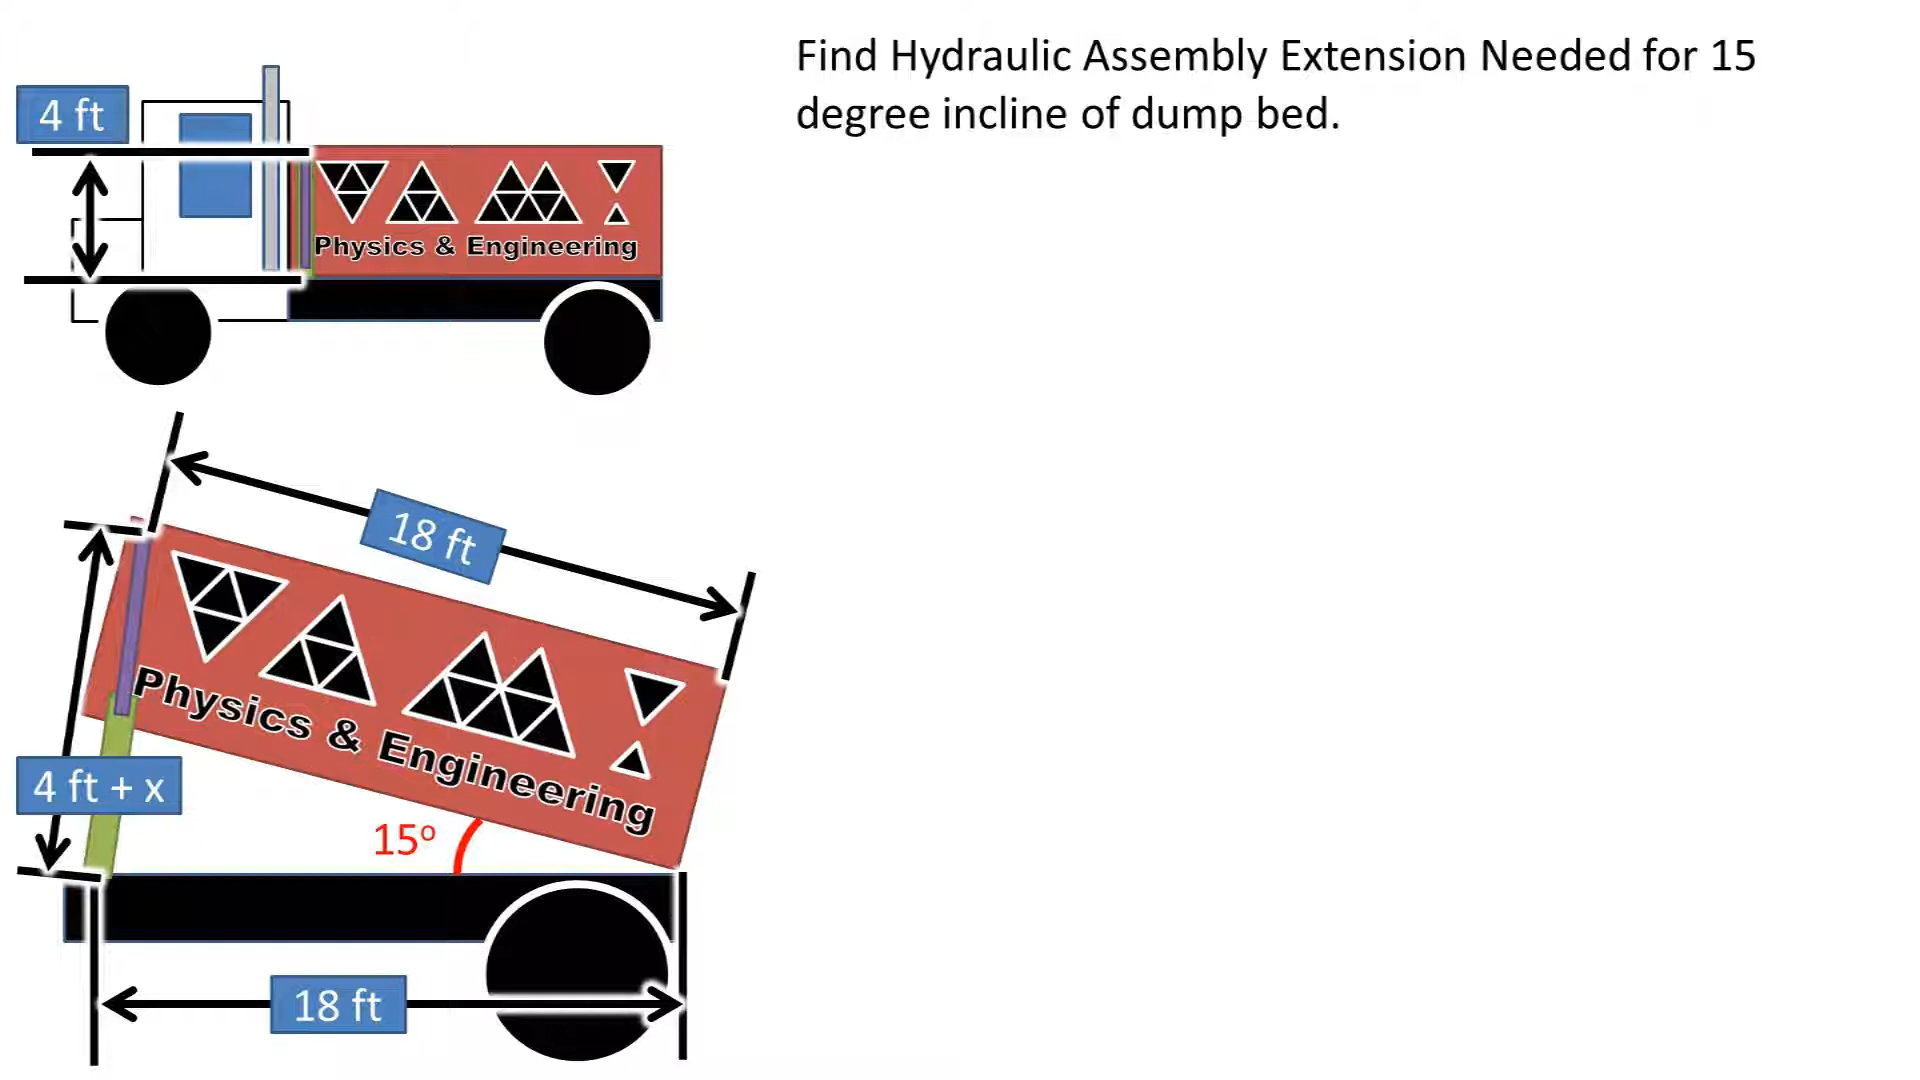 Find Hydraulic Assembly Extension Needed for 15
degree incline of dump bed.
4 ft
Physics & Engineering
18 ft
Physics & Engineering
4 ft + x
15º
18 ft